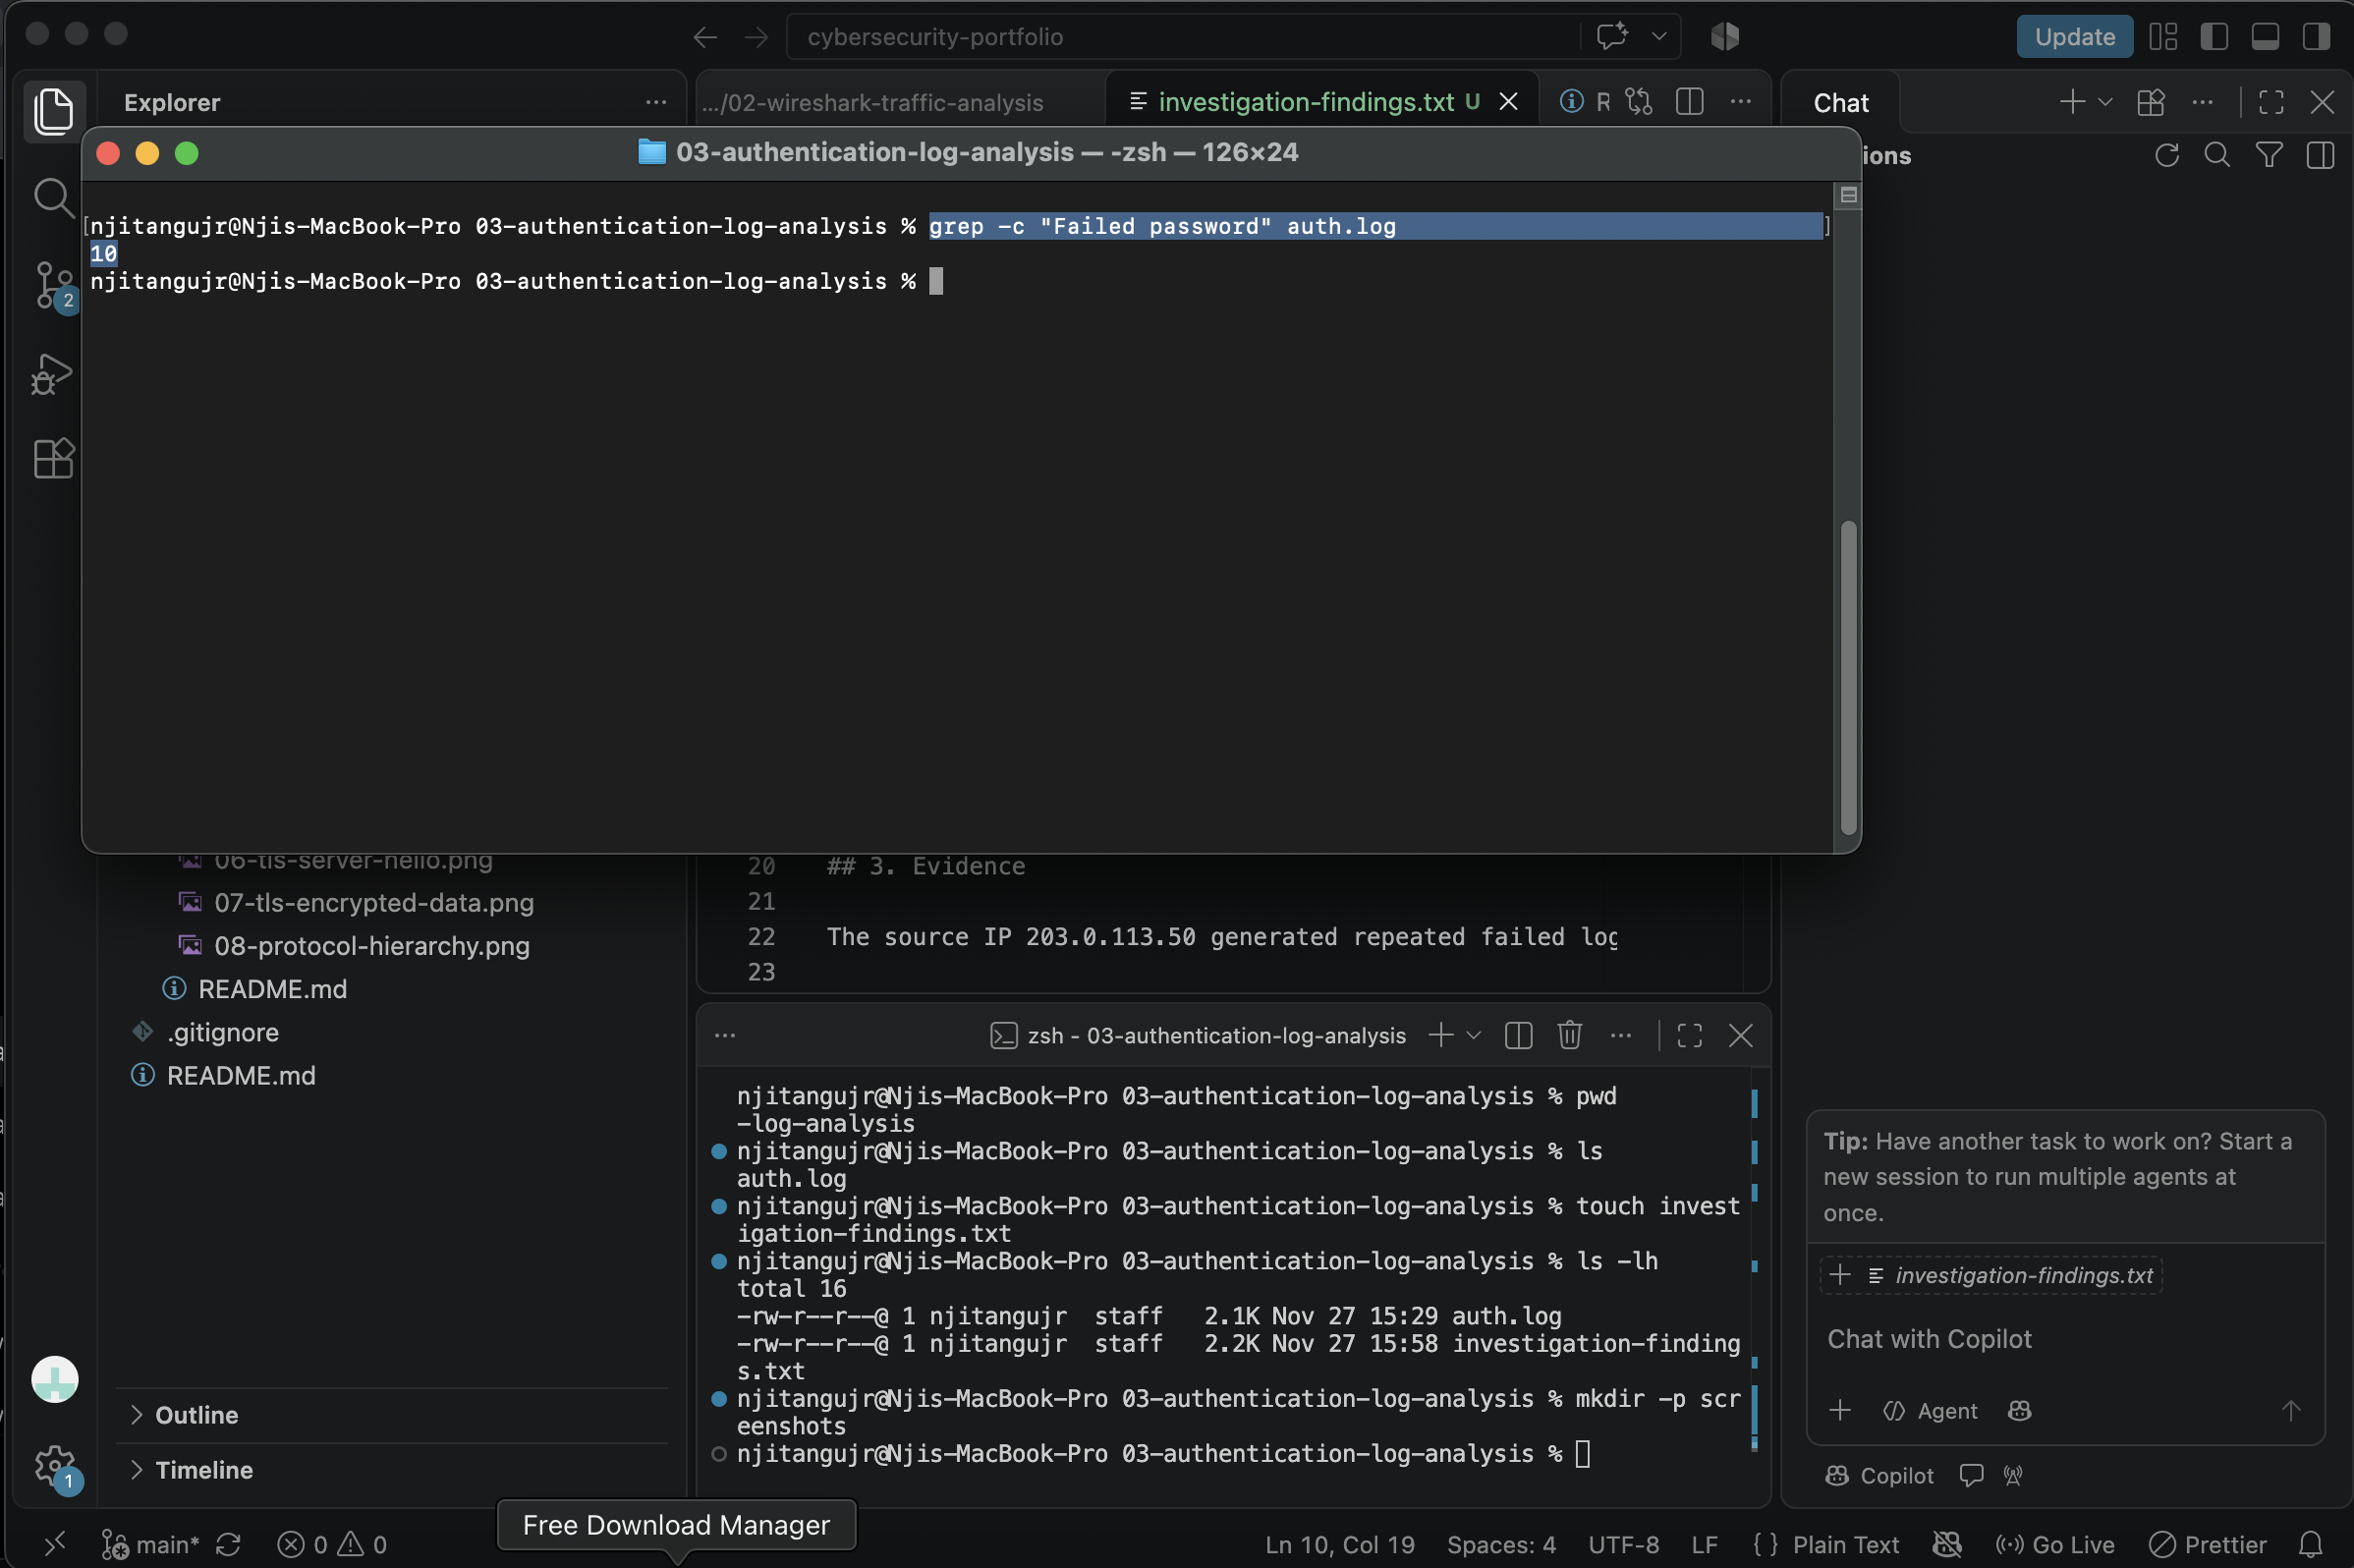 cybersecurity-portfolio
Update
Explorer
.../02-wireshark-traffic-analysis
investigation-findings.txt U
R
Chat
03-authentication-log-analysis — -zsh — 126×24
ions
[njitangujr@Njis-MacBook-Pro 03-authentication-log-analysis % grep -c "Failed password" auth.log ]
10
njitangujr@Njis-MacBook-Pro 03-authentication-log-analysis %
2
06-tls-server-hello.png
07-tls-encrypted-data.png
08-protocol-hierarchy.png
README.md
.gitignore
README.md
Outline
Timeline
1
20 ## 3. Evidence
21
22 The source IP 203.0.113.50 generated repeated failed log
23
zsh - 03-authentication-log-analysis
njitangujr@Njis-MacBook-Pro 03-authentication-log-analysis % pwd
-log-analysis
njitangujr@Njis-MacBook-Pro 03-authentication-log-analysis % ls
auth.log
njitangujr@Njis-MacBook-Pro 03-authentication-log-analysis % touch invest
igation-findings.txt
njitangujr@Njis-MacBook-Pro 03-authentication-log-analysis % ls -lh
total 16
-rw-r--r--@ 1 njitangujr staff 2.1K Nov 27 15:29 auth.log
-rw-r--r--@ 1 njitangujr staff 2.2K Nov 27 15:58 investigation-finding
s.txt
njitangujr@Njis-MacBook-Pro 03-authentication-log-analysis % mkdir -p scr
eenshots
njitangujr@Njis-MacBook-Pro 03-authentication-log-analysis %
Tip: Have another task to work on? Start a
new session to run multiple agents at
once.
investigation-findings.txt
Chat with Copilot
Agent
Copilot
Free Download Manager
main*
0
0
Ln 10, Col 19
Spaces: 4
UTF-8
LF
{ } Plain Text
Go Live
Prettier